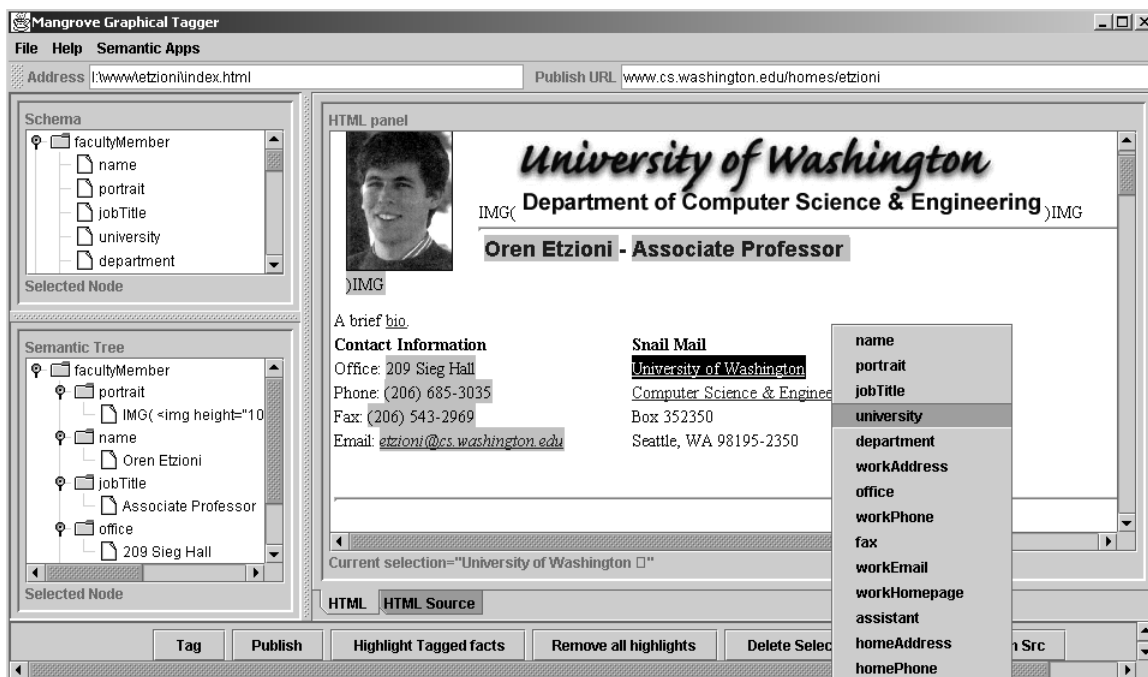 Mangrove Graphical Tagger
File Help Semantic Apps
Address I:\www\etzioni\index.html Publish URL www.cs.washington.edu/homes/etzioni
Schema
facultyMember
name
portrait
jobTitle
university
department
Selected Node
Semantic Tree
facultyMember
portrait
IMG( <img height="10
name
Oren Etzioni
jobTitle
Associate Professor
office
209 Sieg Hall
Selected Node
HTML panel
University of Washington
IMG( Department of Computer Science & Engineering )IMG
Oren Etzioni - Associate Professor
)IMG
A brief bio.
Contact Information
Office: 209 Sieg Hall
Phone: (206) 685-3035
Fax: (206) 543-2969
Email: etzioni@cs.washington.edu
Snail Mail
University of Washington
Computer Science & Enginee
Box 352350
Seattle, WA 98195-2350
name
portrait
jobTitle
university
department
workAddress
office
workPhone
fax
workEmail
workHomepage
assistant
homeAddress
homePhone
Current selection="University of Washington □"
HTML HTML Source
Tag Publish Highlight Tagged facts Remove all highlights Delete Selec Src